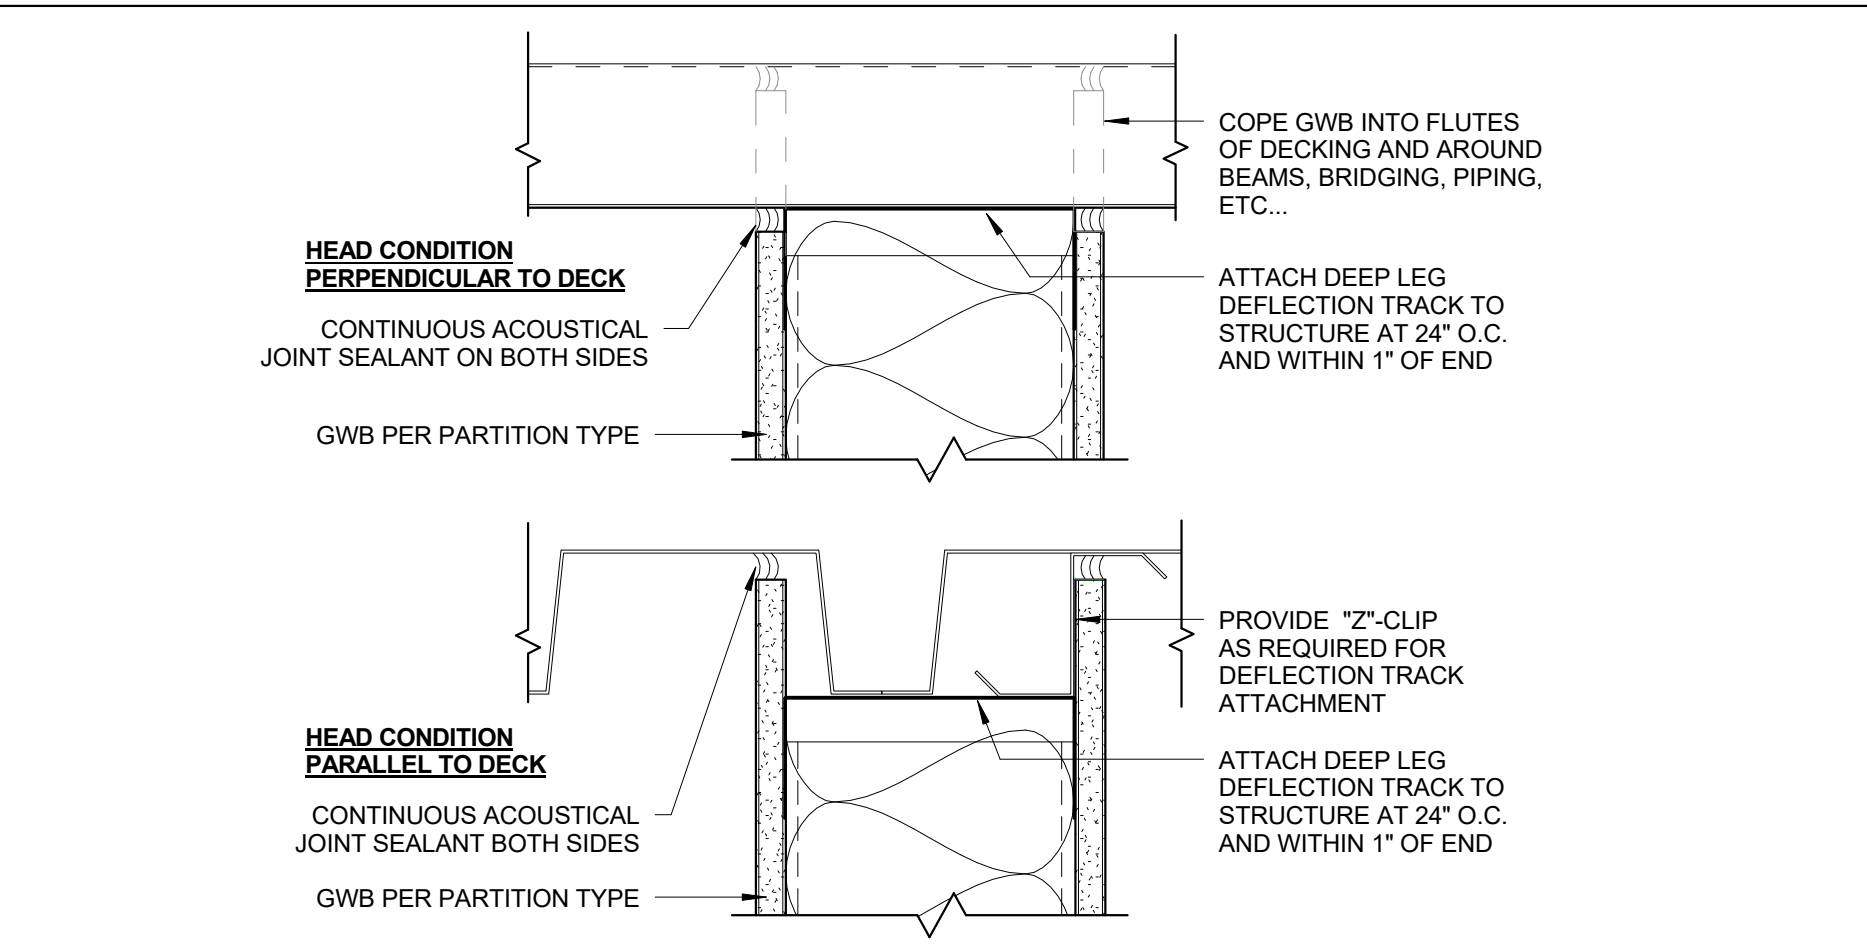 COPE GWB INTO FLUTES
OF DECKING AND AROUND
BEAMS, BRIDGING, PIPING,
ETC...
HEAD CONDITION
PERPENDICULAR TO DECK
CONTINUOUS ACOUSTICAL
JOINT SEALANT ON BOTH SIDES
GWB PER PARTITION TYPE
ATTACH DEEP LEG
DEFLECTION TRACK TO
STRUCTURE AT 24" O.C.
AND WITHIN 1" OF END
PROVIDE "Z"-CLIP
AS REQUIRED FOR
DEFLECTION TRACK
ATTACHMENT
HEAD CONDITION
PARALLEL TO DECK
CONTINUOUS ACOUSTICAL
JOINT SEALANT BOTH SIDES
GWB PER PARTITION TYPE
ATTACH DEEP LEG
DEFLECTION TRACK TO
STRUCTURE AT 24" O.C.
AND WITHIN 1" OF END